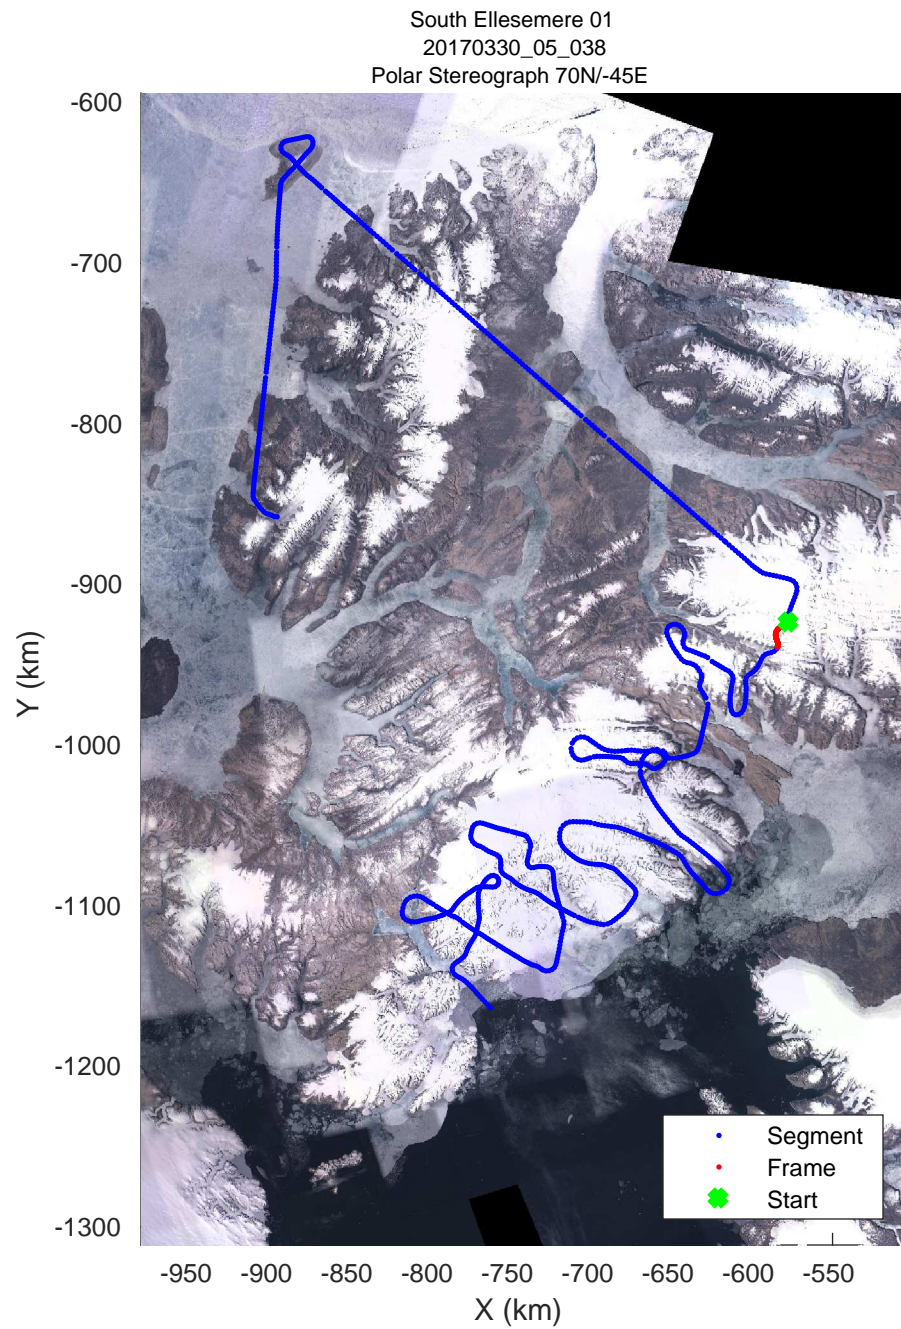 South Ellesemere 01
20170330_05_038
Polar Stereograph 70N/-45E
-600
-700
-800
-900
-1000
-1100
-1200
-1300
Y (km)
Segment
Frame
Start
-950 -900 -850 -800 -750 -700 -650 -600 -550
X (km)